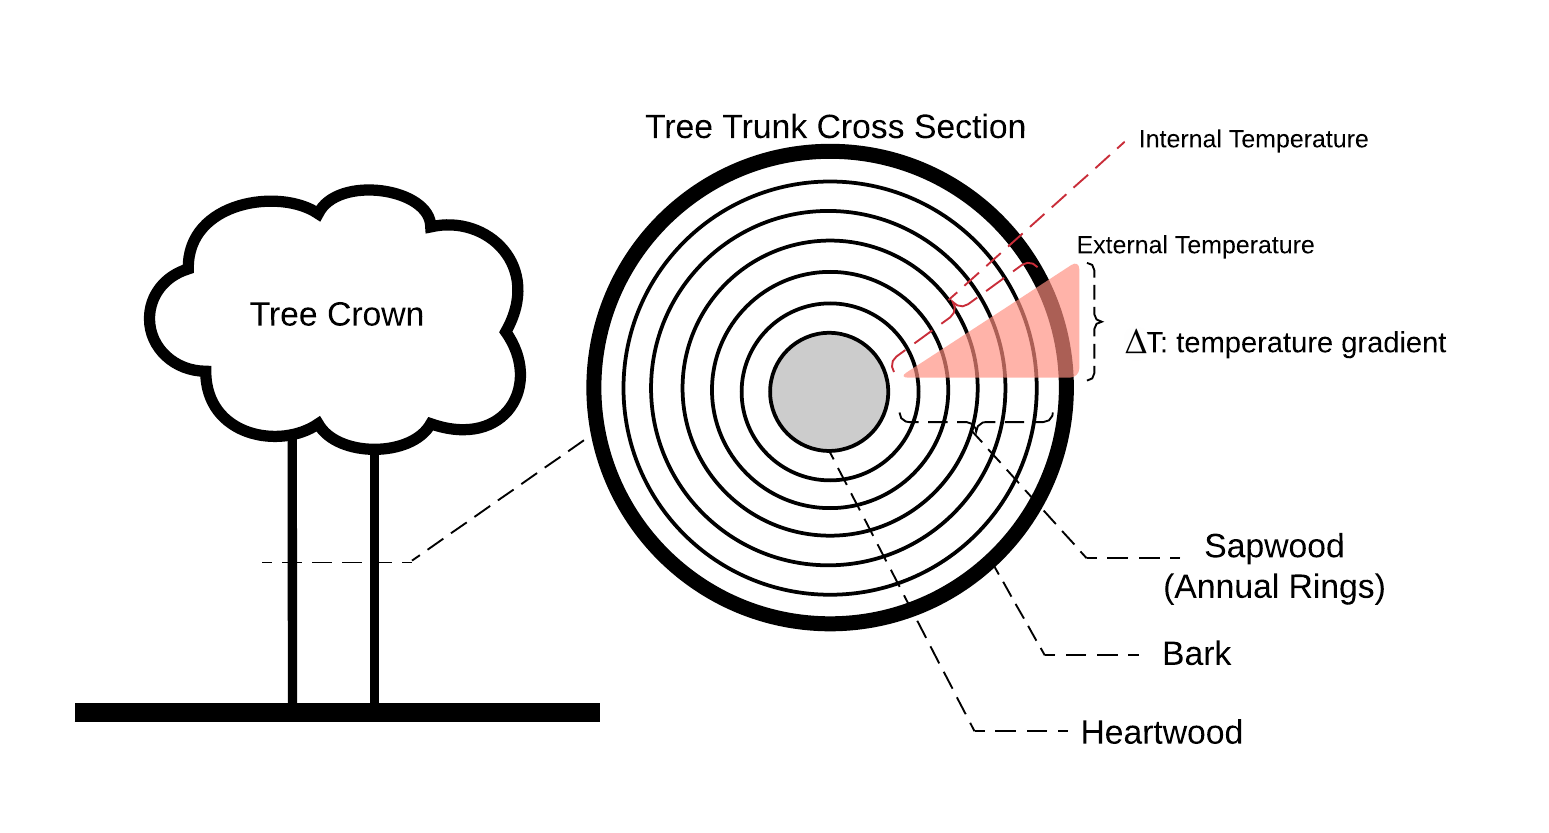 Tree Trunk Cross Section
Internal Temperature
External Temperature
Tree Crown
ΔT: temperature gradient
Sapwood
(Annual Rings)
Bark
Heartwood